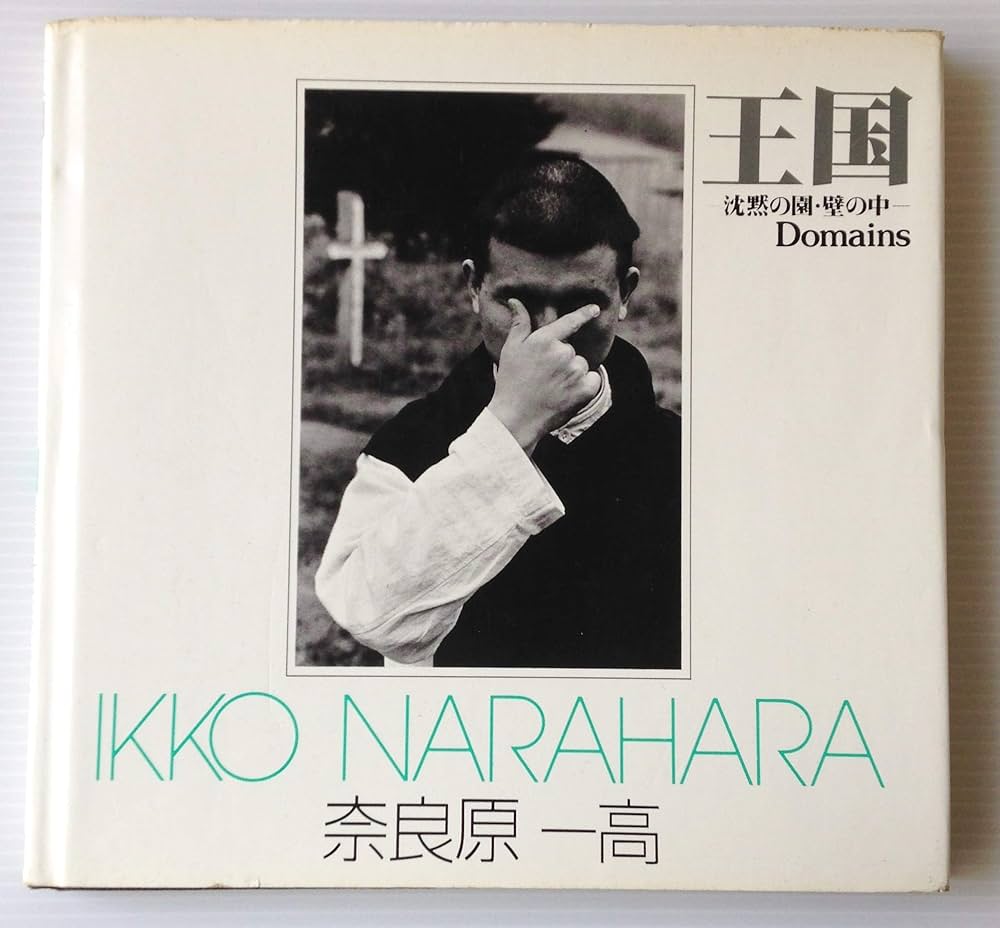 王国
—沈黙の園・壁の中—
Domains
IKKO NARAHARA
奈良原 一高